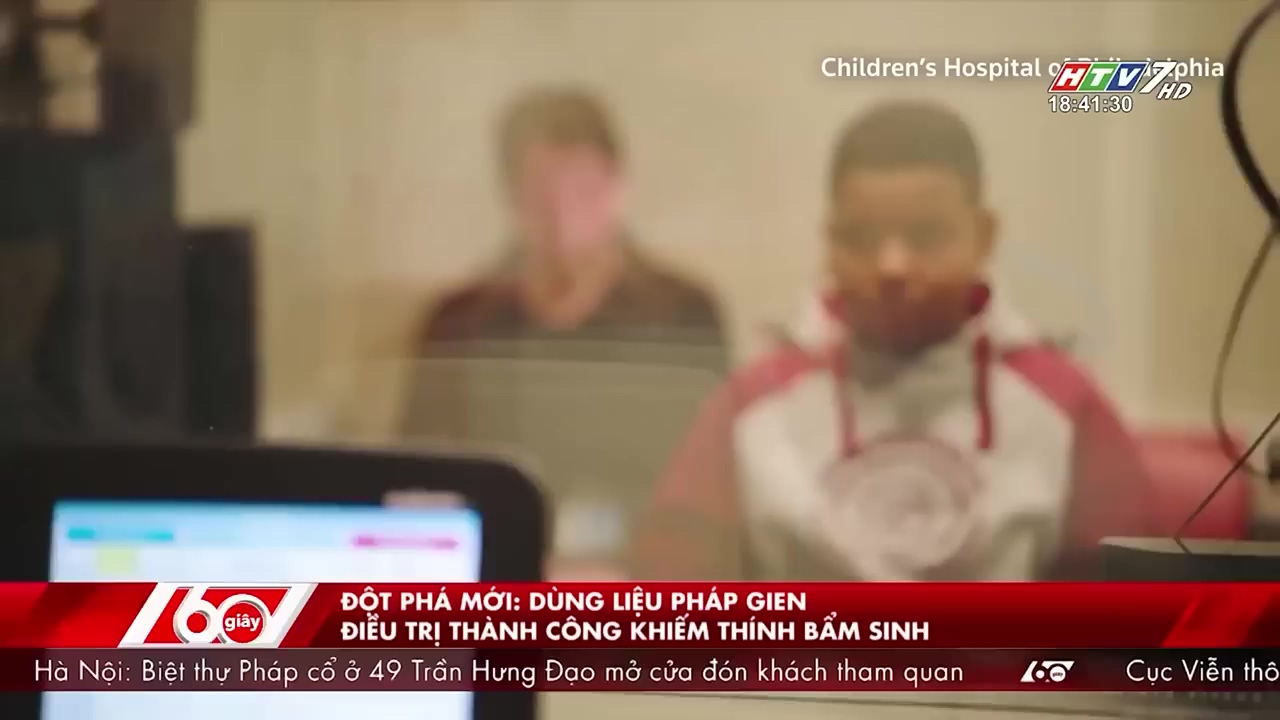 Children's Hospital of Philadelphia
HTV7 HD
18:41:30
60 giây
ĐỘT PHÁ MỚI: DÙNG LIỆU PHÁP GIEN
ĐIỀU TRỊ THÀNH CÔNG KHIẾM THÍNH BẨM SINH
Hà Nội: Biệt thự Pháp cổ ở 49 Trần Hưng Đạo mở cửa đón khách tham quan
60
Cục Viễn thô